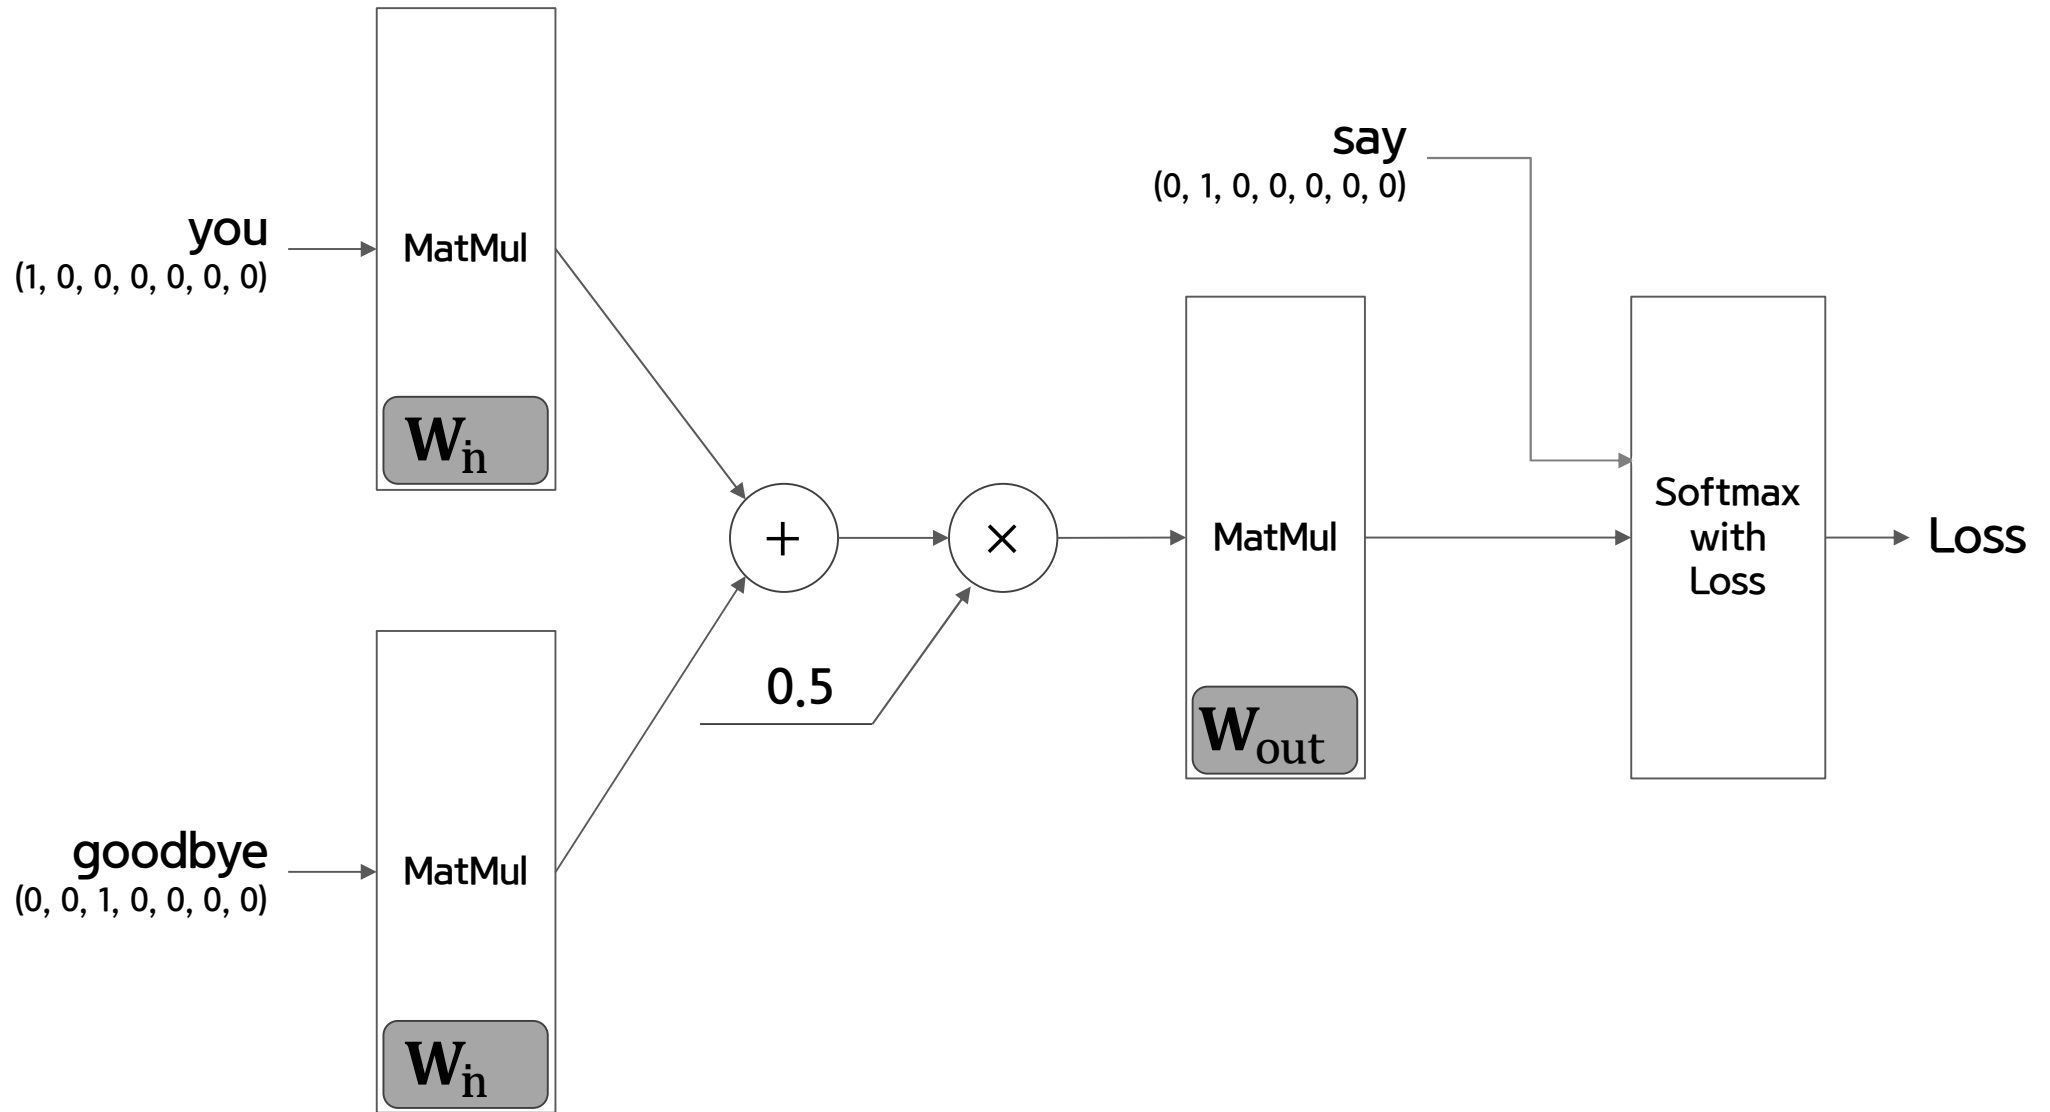 you
(1, 0, 0, 0, 0, 0, 0)
MatMul
W_in
say
(0, 1, 0, 0, 0, 0, 0)
+
×
0.5
MatMul
W_out
Softmax
with
Loss
Loss
goodbye
(0, 0, 1, 0, 0, 0, 0)
MatMul
W_in